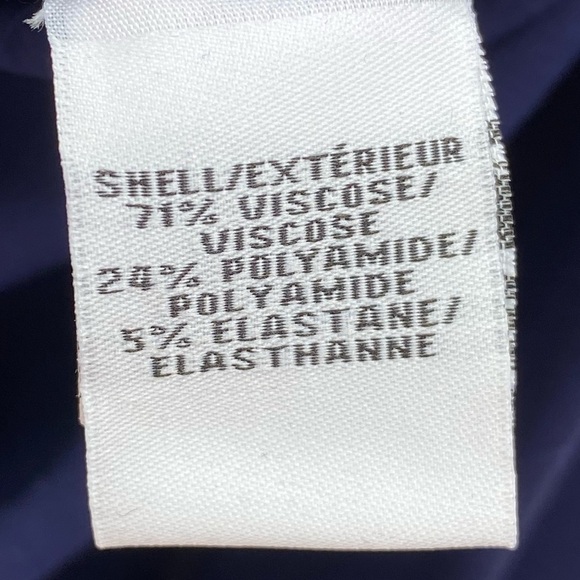 SHELL/EXTÉRIEUR
71% VISCOSE/
VISCOSE
24% POLYAMIDE/
POLYAMIDE
5% ELASTANE/
ELASTHANNE